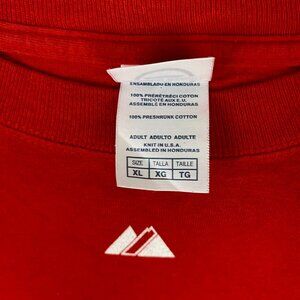 ENSAMBLADO EN HONDURAS
100% PRÉRÉTRÉCI COTTON
TRICOTÉ AUX E.U.
ASSEMBLÉ EN HONDURAS
100% PRESHRUNK COTTON
ADULT ADULTO ADULTE
KNIT IN U.S.A.
ASSEMBLED IN HONDURAS
SIZE TALLA TAILLE
XL XG TG